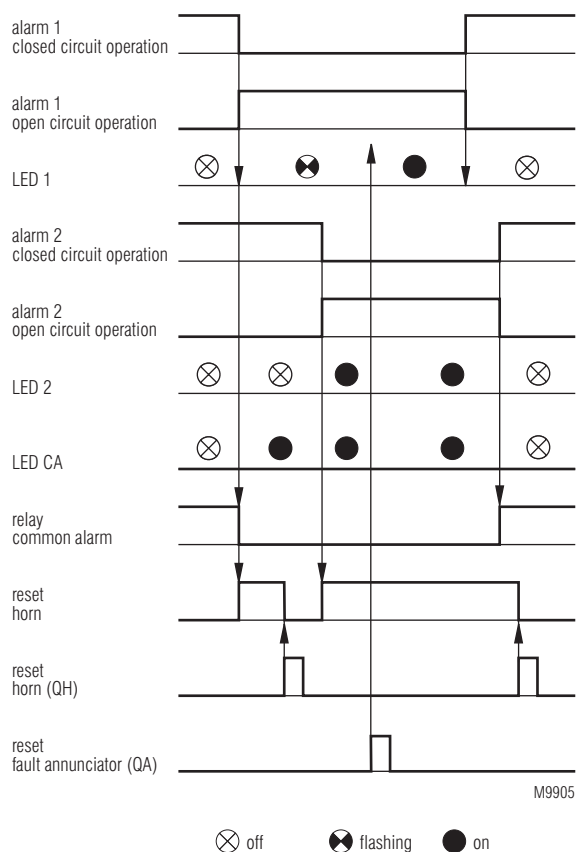 alarm 1
closed circuit operation
alarm 1
open circuit operation
LED 1
alarm 2
closed circuit operation
alarm 2
open circuit operation
LED 2
LED CA
relay
common alarm
reset
horn
reset
horn (QH)
reset
fault annunciator (QA)
M9905
off flashing on